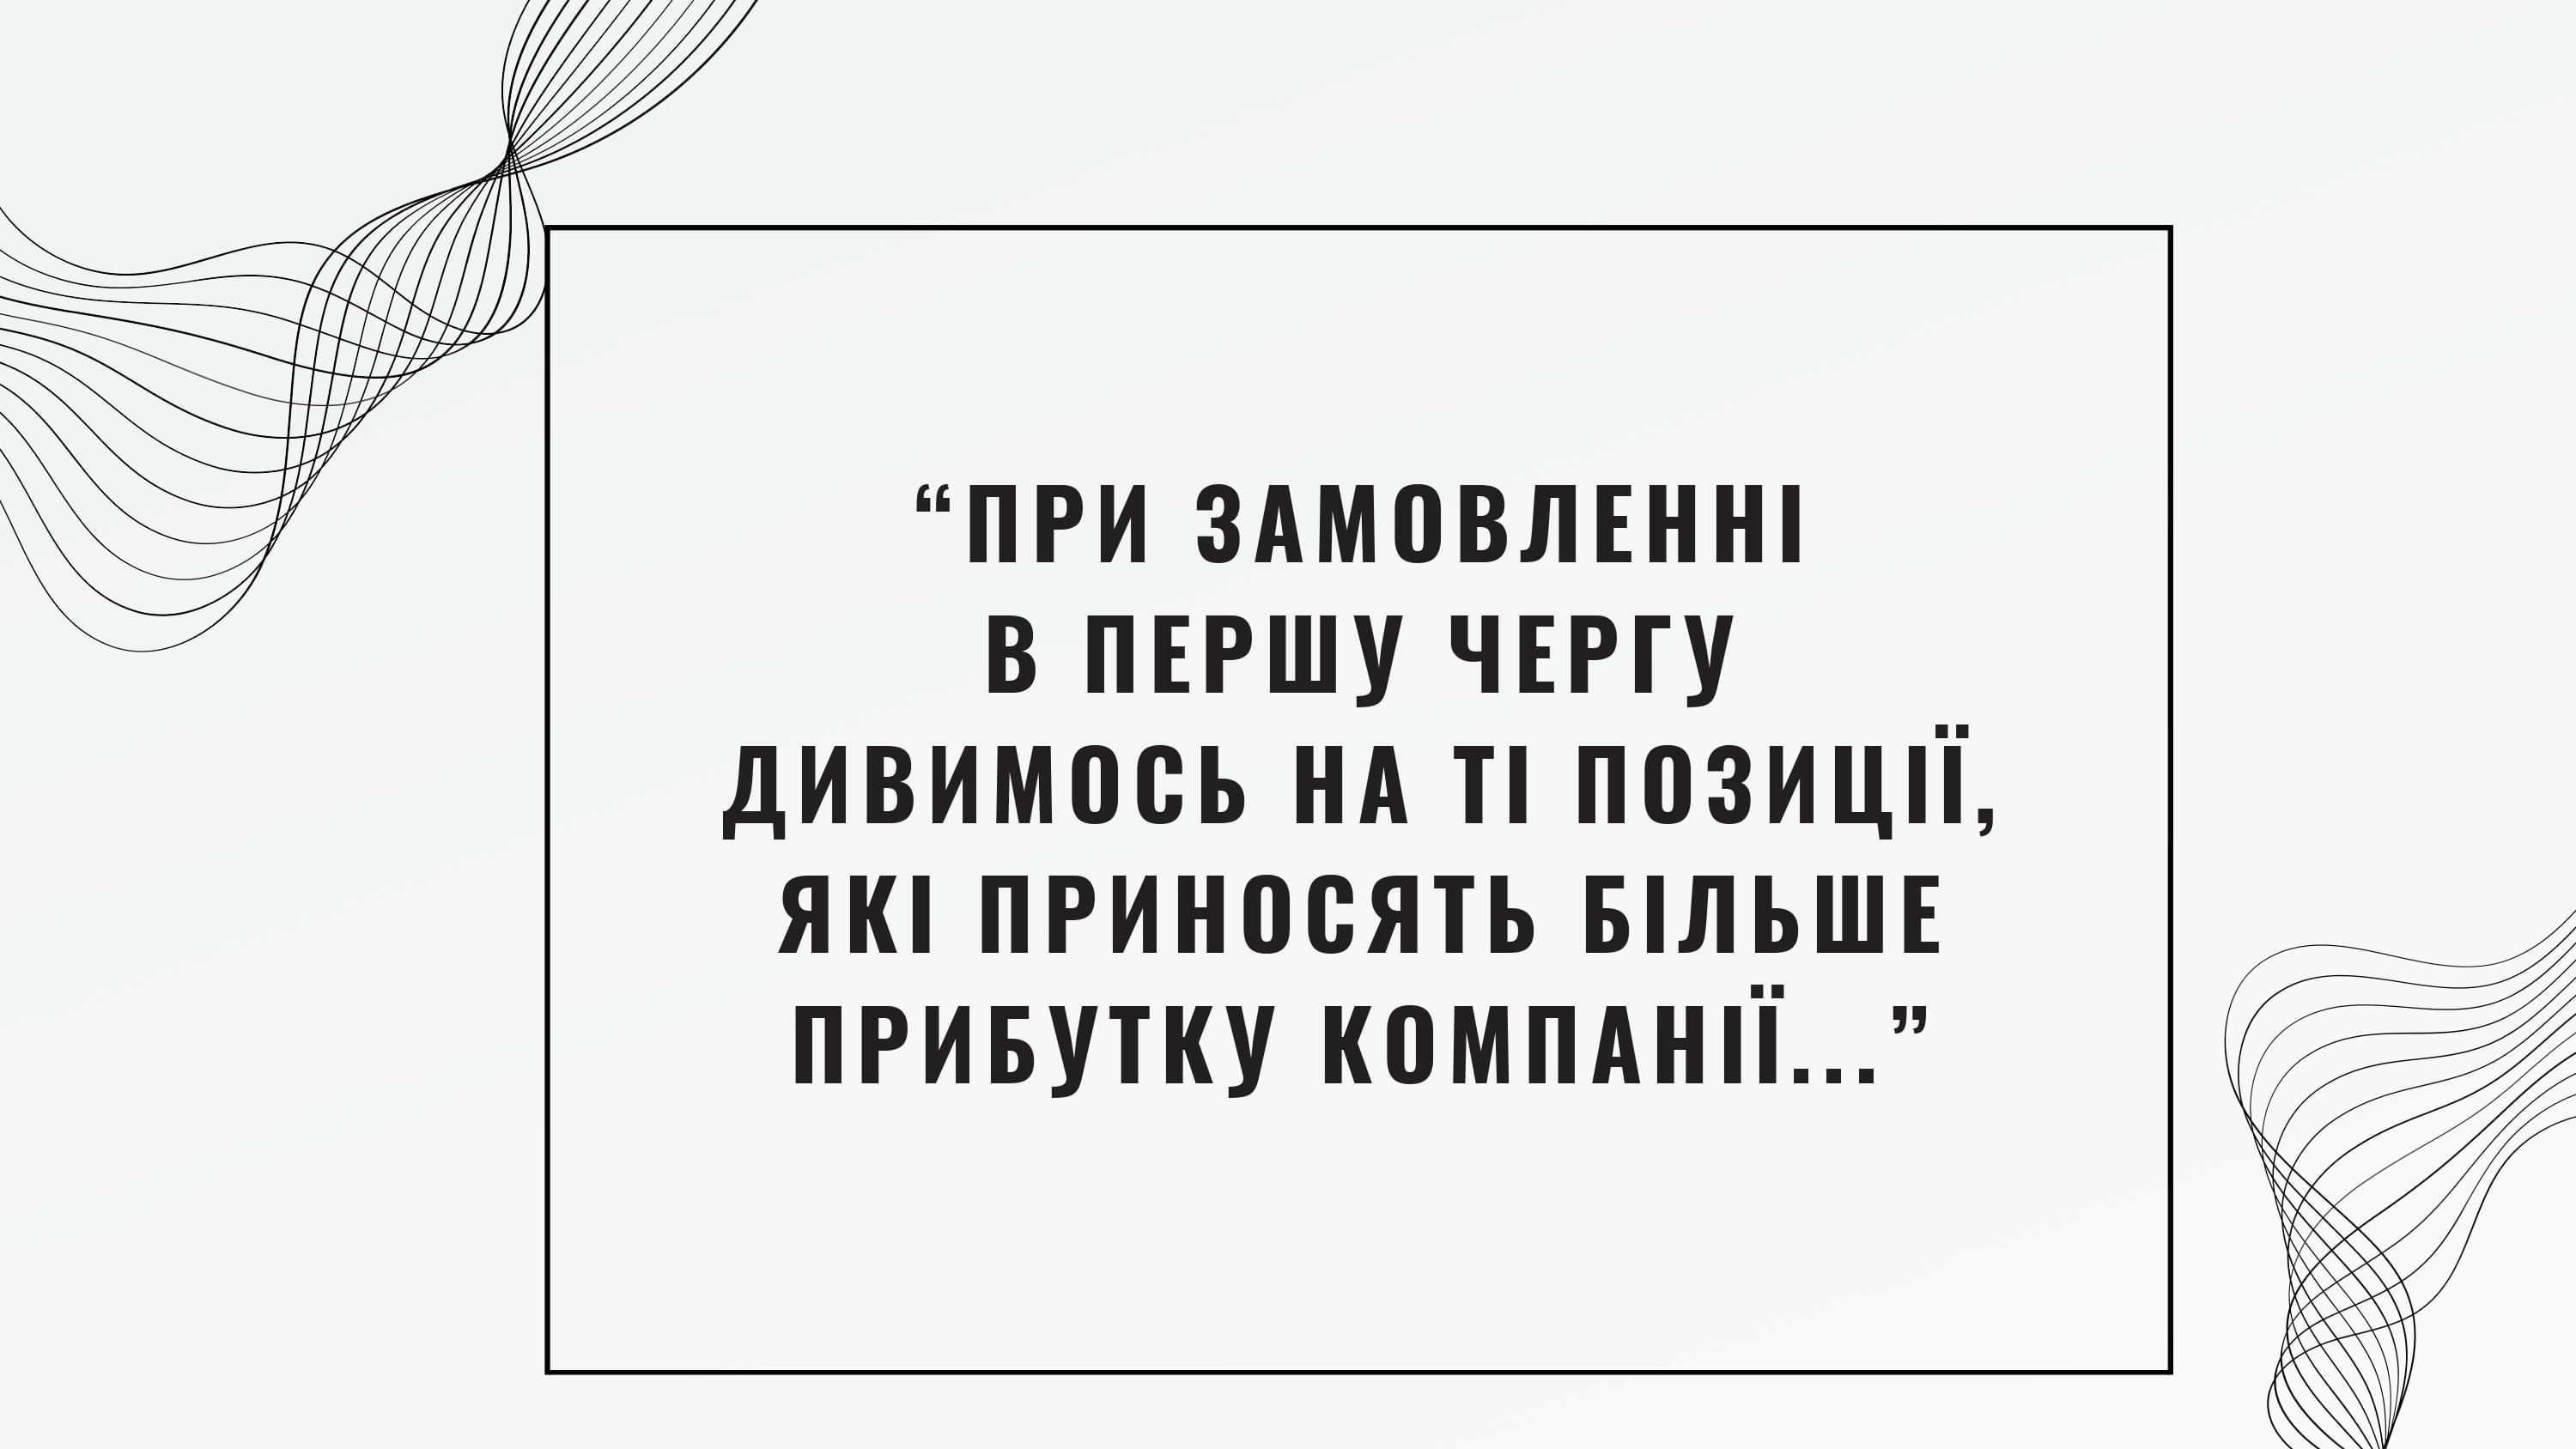 “ПРИ ЗАМОВЛЕННІ
В ПЕРШУ ЧЕРГУ
ДИВИМОСЬ НА ТІ ПОЗИЦІЇ,
ЯКІ ПРИНОСЯТЬ БІЛЬШЕ
ПРИБУТКУ КОМПАНІЇ...”